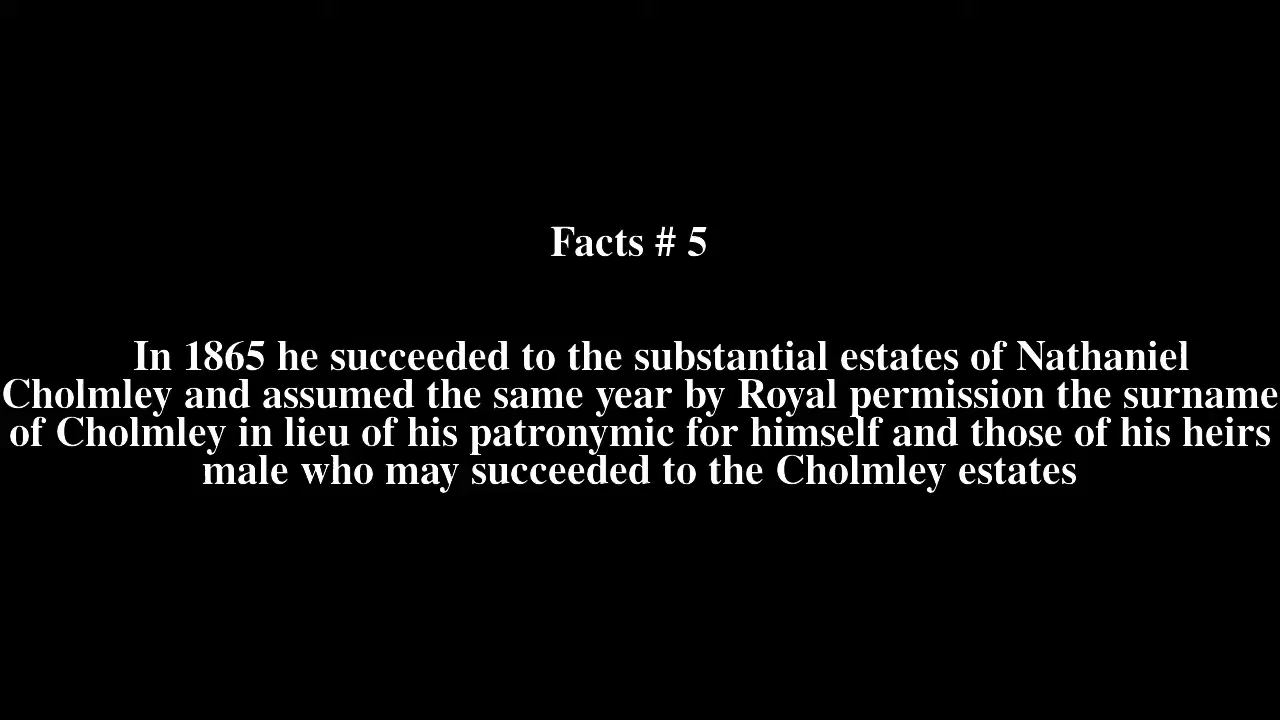 Facts # 5
In 1865 he succeeded to the substantial estates of Nathaniel
Cholmley and assumed the same year by Royal permission the surname
of Cholmley in lieu of his patronymic for himself and those of his heirs
male who may succeeded to the Cholmley estates